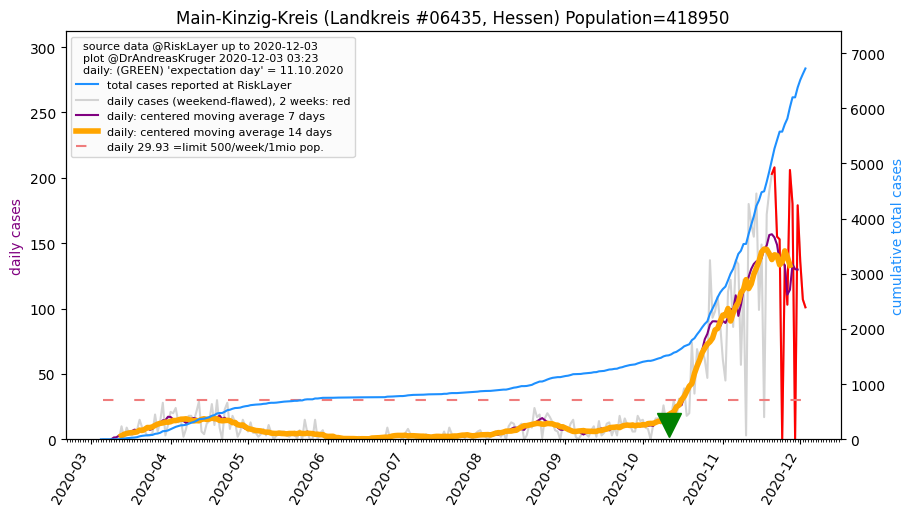 Main-Kinzig-Kreis (Landkreis #06435, Hessen) Population=418950
source data @RiskLayer up to 2020-12-03
plot @DrAndreasKruger 2020-12-03 03:23
daily: (GREEN) 'expectation day' = 11.10.2020
total cases reported at RiskLayer
daily cases (weekend-flawed), 2 weeks: red
daily: centered moving average 7 days
daily: centered moving average 14 days
daily 29.93 =limit 500/week/1mio pop.
daily cases
300
250
200
150
100
50
0
cumulative total cases
7000
6000
5000
4000
3000
2000
1000
0
2020-03
2020-04
2020-05
2020-06
2020-07
2020-08
2020-09
2020-10
2020-11
2020-12